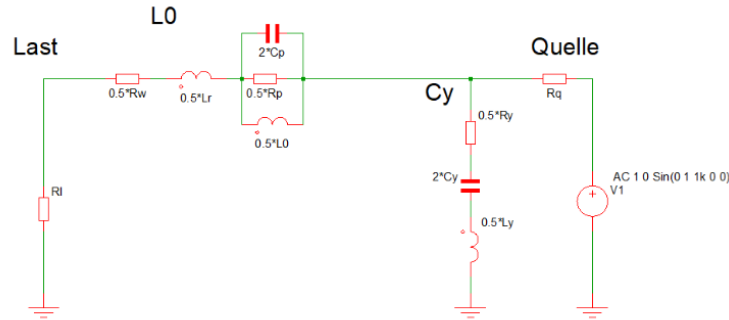 L0
Last
Quelle
2*Cp
0.5*Rw
0.5*Lr
0.5*Rp
Cy
Rq
0.5*L0
0.5*Ry
2*Cy
AC 1 0 Sin(0 1 1k 0 0)
V1
Rl
0.5*Ly